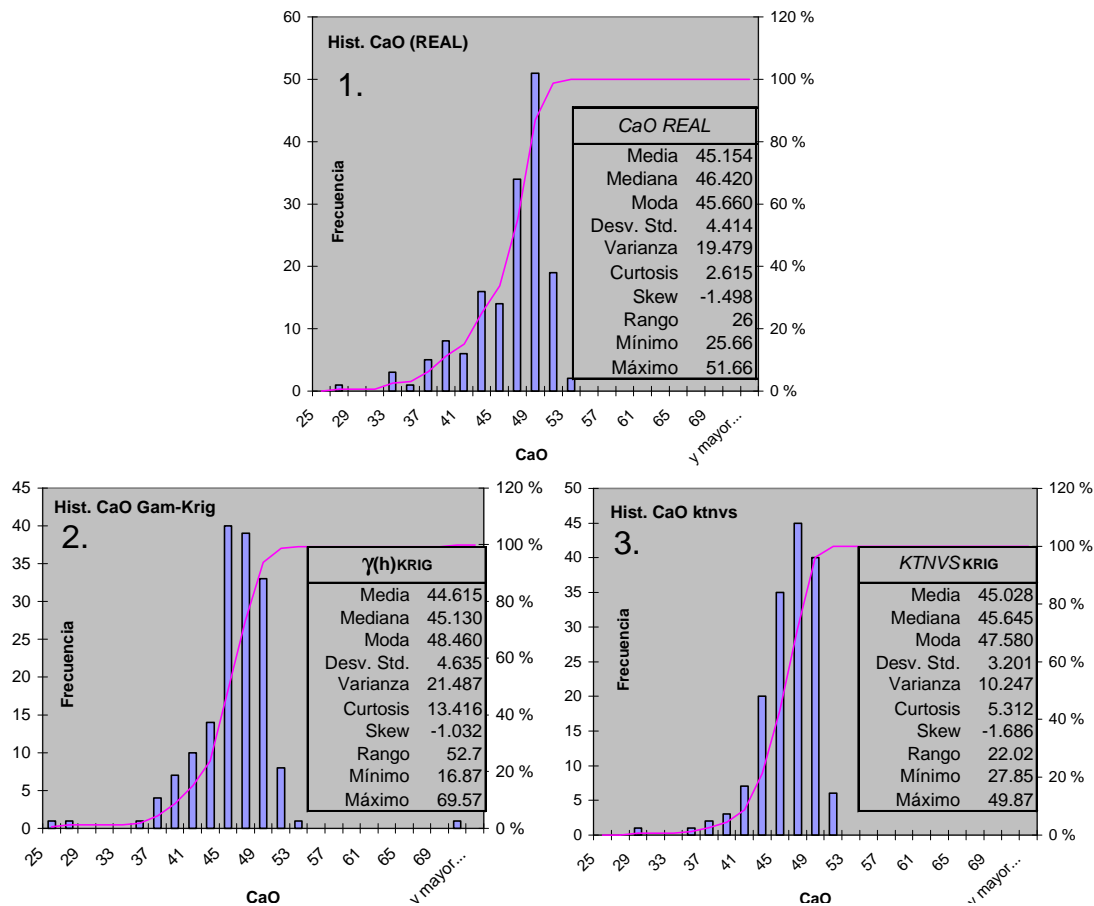 Hist. CaO (REAL)
1.
Frecuencia
60
50
40
30
20
10
0
120 %
100 %
80 %
60 %
40 %
20 %
0 %
CaO REAL
Media 45.154
Mediana 46.420
Moda 45.660
Desv. Std. 4.414
Varianza 19.479
Curtosis 2.615
Skew -1.498
Rango 26
Mínimo 25.66
Máximo 51.66
25 29 33 37 41 45 49 53 57 61 65 69 y mayor...
CaO
Hist. CaO Gam-Krig
2.
Frecuencia
45
40
35
30
25
20
15
10
5
0
120 %
100 %
80 %
60 %
40 %
20 %
0 %
γ(h)KRIG
Media 44.615
Mediana 45.130
Moda 48.460
Desv. Std. 4.635
Varianza 21.487
Curtosis 13.416
Skew -1.032
Rango 52.7
Mínimo 16.87
Máximo 69.57
25 29 33 37 41 45 49 53 57 61 65 69 y mayor...
CaO
Hist. CaO ktnvs
3.
Frecuencia
50
45
40
35
30
25
20
15
10
5
0
120 %
100 %
80 %
60 %
40 %
20 %
0 %
KTNVS KRIG
Media 45.028
Mediana 45.645
Moda 47.580
Desv. Std. 3.201
Varianza 10.247
Curtosis 5.312
Skew -1.686
Rango 22.02
Mínimo 27.85
Máximo 49.87
25 29 33 37 41 45 49 53 57 61 65 69 y mayor...
CaO